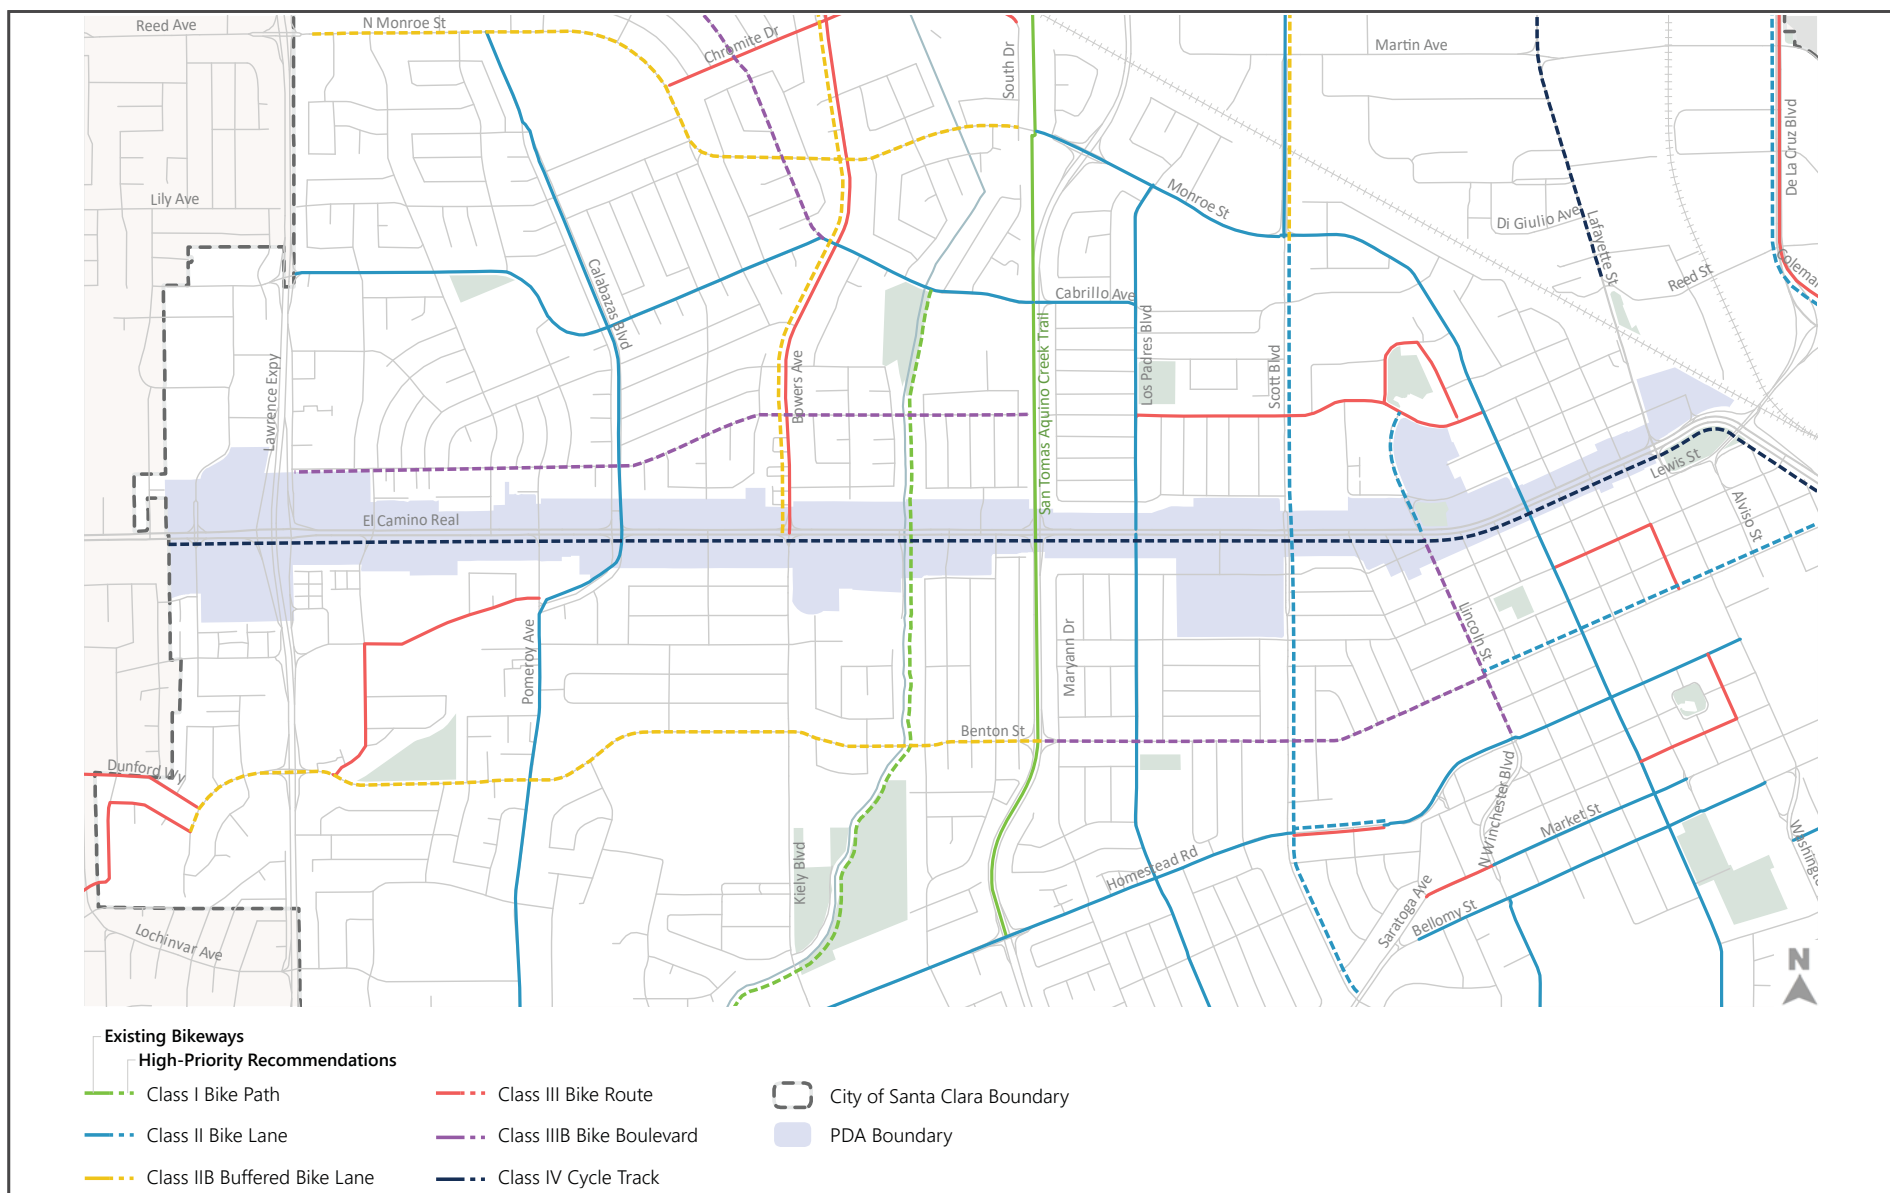 Reed Ave
N Monroe St
Chromite Dr
South Dr
Martin Ave
De La Cruz Blvd
Lily Ave
Monroe St
Di Giulio Ave
Lafayette St
Reed St
Calabazas Blvd
Cabrillo Ave
Lawrence Expy
Bowers Ave
San Tomas Aquino Creek Trail
Los Padres Blvd
Scott Blvd
El Camino Real
Lewis St
Alviso St
Pomeroy Ave
Maryann Dr
Lincoln St
Benton St
Dunford Wy
Kiely Blvd
Homestead Rd
N Winchester Blvd
Market St
Saratoga Ave
Bellomy St
Lochinvar Ave
N
Existing Bikeways
High-Priority Recommendations
Class I Bike Path
Class III Bike Route
City of Santa Clara Boundary
Class II Bike Lane
Class IIIB Bike Boulevard
PDA Boundary
Class IIB Buffered Bike Lane
Class IV Cycle Track